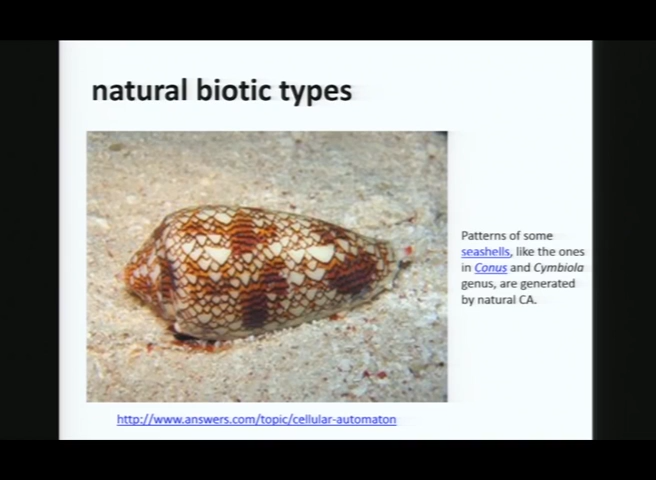 natural biotic types
Patterns of some
seashells, like the ones
in Conus and Cymbiola
genus, are generated
by natural CA.
http://www.answers.com/topic/cellular-automaton